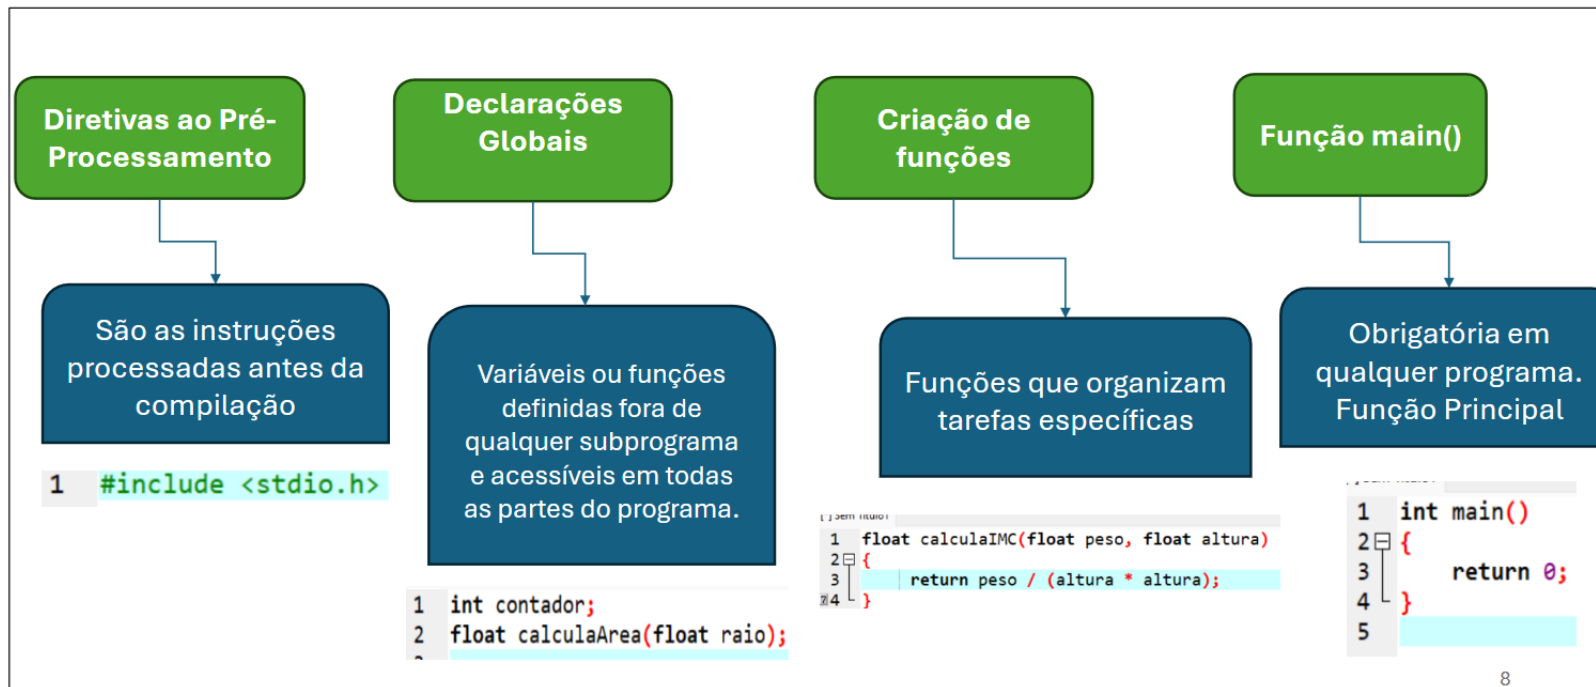 Diretivas ao Pré-
Processamento
São as instruções
processadas antes da
compilação
1 #include <stdio.h>
Declarações
Globais
Variáveis ou funções
definidas fora de
qualquer subprograma
e acessíveis em todas
as partes do programa.
1 int contador;
2 float calculaArea(float raio);
Criação de
funções
Funções que organizam
tarefas específicas
1 float calculaIMC(float peso, float altura)
2 {
3 return peso / (altura * altura);
4 }
Função main()
Obrigatória em
qualquer programa.
Função Principal
1 int main()
2 {
3 return 0;
4 }
5
8